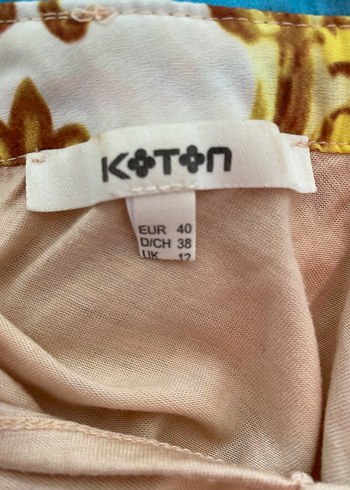 KOTON
EUR 40
D/CH 38
UK 12